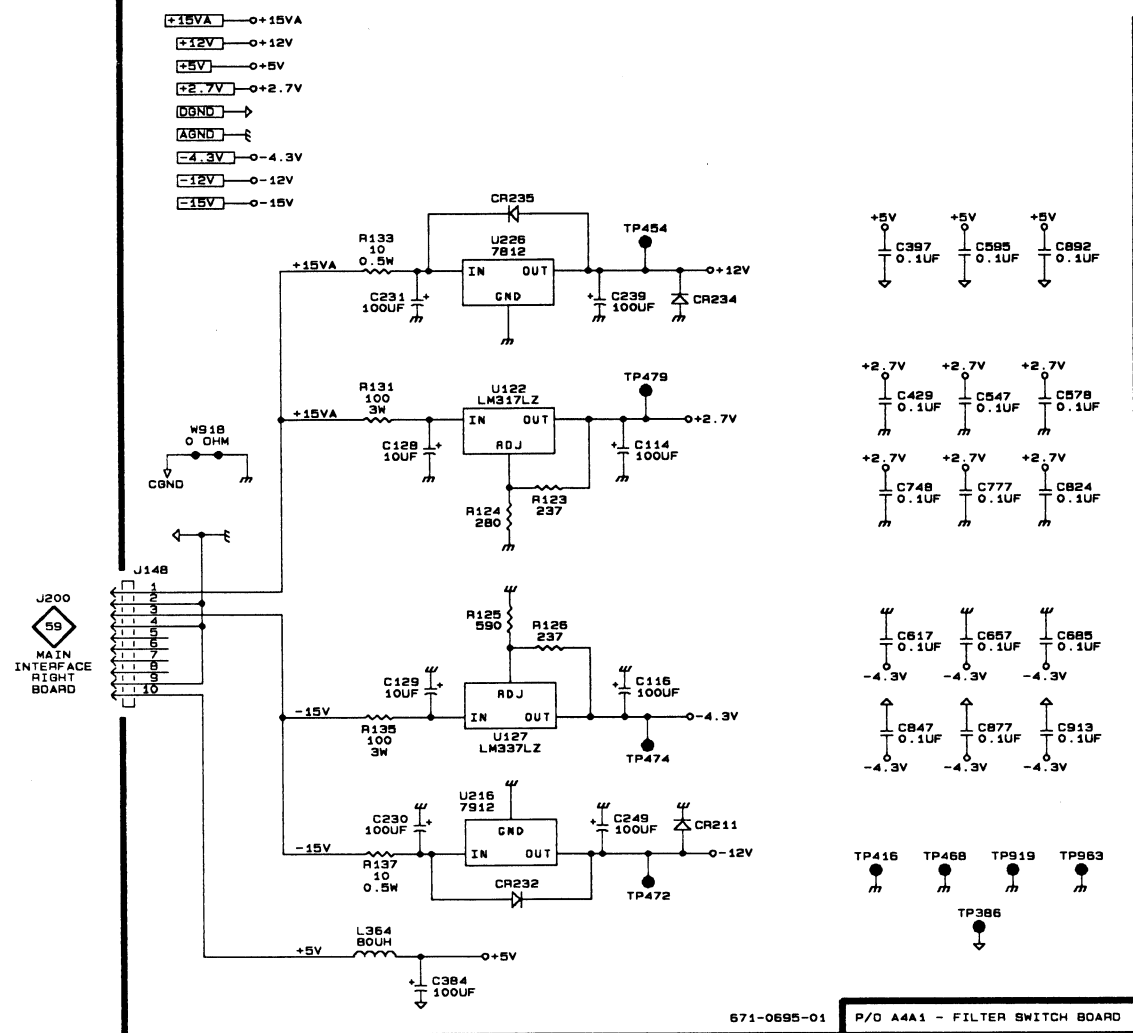 +15VA +15VA
+12V +12V
+5V +5V
+2.7V +2.7V
DGND
AGND
-4.3V -4.3V
-12V -12V
-15V -15V
CR235
R133
10
0.5W
U226
7812
TP454
+15VA
IN OUT
GND
+12V
C231
100UF
+
C239
100UF
+
CR234
+5V
C397
0.1UF
+5V
C595
0.1UF
+5V
C892
0.1UF
R131
100
3W
U122
LM317LZ
TP479
+15VA
IN OUT
ADJ
+2.7V
C128
10UF
+
C114
100UF
+
R123
237
R124
280
+2.7V
C429
0.1UF
+2.7V
C547
0.1UF
+2.7V
C578
0.1UF
+2.7V
C748
0.1UF
+2.7V
C777
0.1UF
+2.7V
C824
0.1UF
W918
0 OHM
CGND
J148
1
2
3
4
5
6
7
8
9
10
J200
59
MAIN
INTERFACE
RIGHT
BOARD
R125
590
R126
237
C129
10UF
+
ADJ
IN OUT
U127
LM337LZ
C116
100UF
+
-15V
R135
100
3W
-4.3V
TP474
C617
0.1UF
-4.3V
C657
0.1UF
-4.3V
C685
0.1UF
-4.3V
C847
0.1UF
-4.3V
C877
0.1UF
-4.3V
C913
0.1UF
-4.3V
U216
7912
C230
100UF
+
GND
IN OUT
C249
100UF
+
CR211
-15V
R137
10
0.5W
-12V
CR232
TP472
TP416 TP468 TP919 TP963
TP386
+5V
L364
80UH
+5V
C384
100UF
+
671-0695-01
P/O A4A1 - FILTER SWITCH BOARD